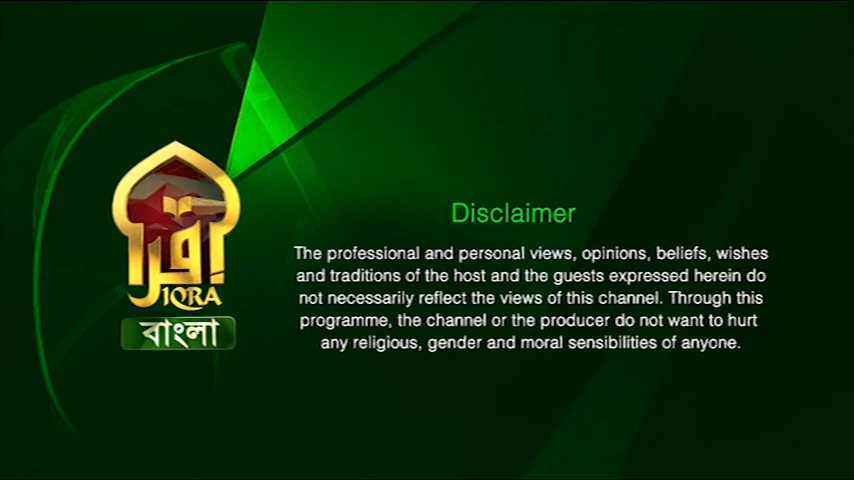 اقرأ
IQRA
বাংলা
Disclaimer
The professional and personal views, opinions, beliefs, wishes
and traditions of the host and the guests expressed herein do
not necessarily reflect the views of this channel. Through this
programme, the channel or the producer do not want to hurt
any religious, gender and moral sensibilities of anyone.